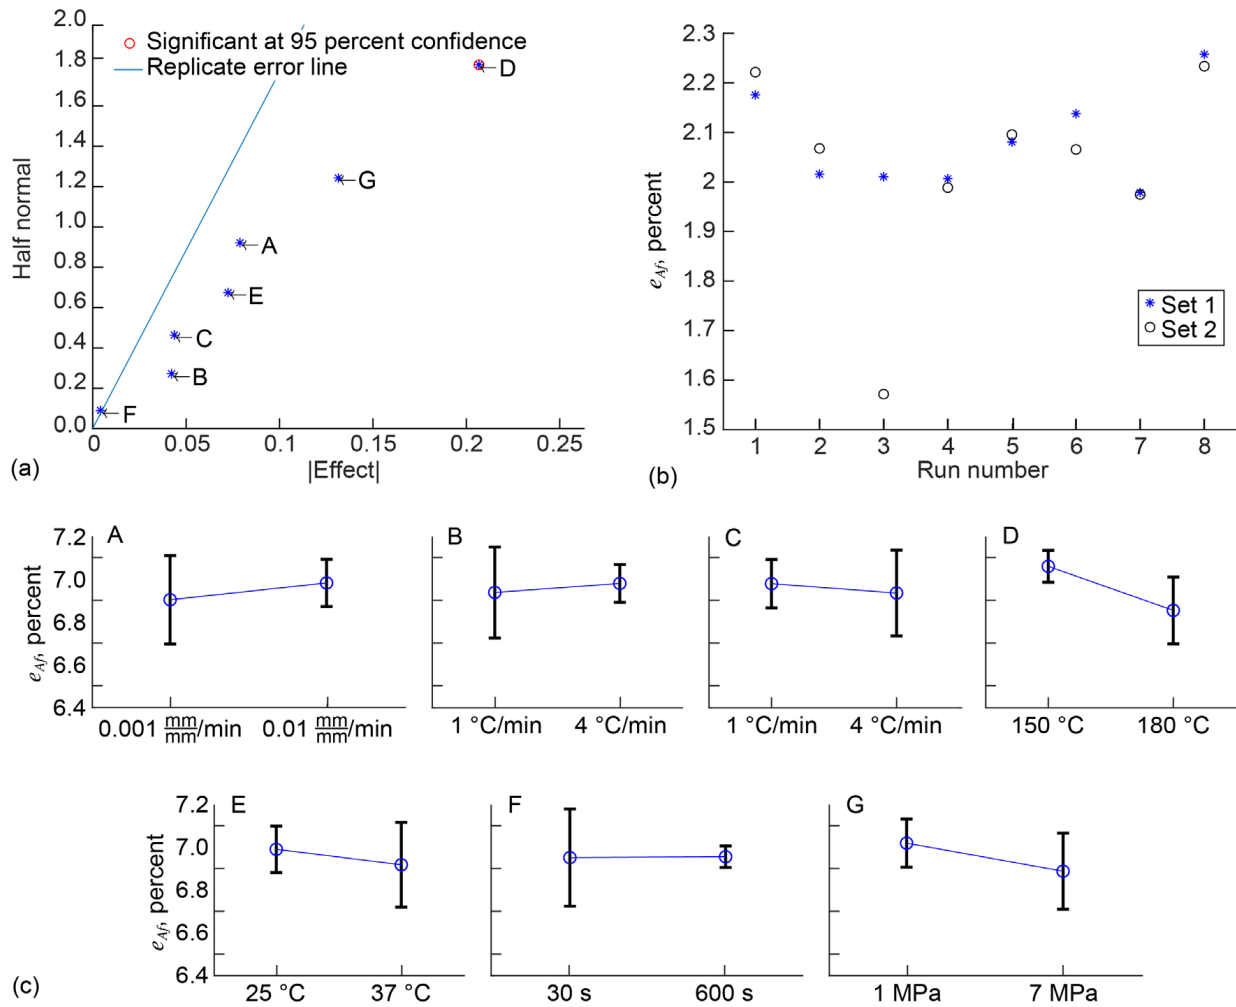 2.0
1.8
1.6
1.4
1.2
1.0
0.8
0.6
0.4
0.2
0.0
Half normal
Significant at 95 percent confidence
Replicate error line
D
G
A
E
C
B
F
0 0.05 0.1 0.15 0.2 0.25
|Effect|
(a)
2.3
2.2
2.1
2
1.9
1.8
1.7
1.6
1.5
e_Af, percent
Set 1
Set 2
1 2 3 4 5 6 7 8
Run number
(b)
7.2
7.0
6.8
6.6
6.4
e_Af, percent
A
0.001 mm/mm/min 0.01 mm/mm/min
B
1 °C/min 4 °C/min
C
1 °C/min 4 °C/min
D
150 °C 180 °C
7.2
7.0
6.8
6.6
6.4
e_Af, percent
E
25 °C 37 °C
F
30 s 600 s
G
1 MPa 7 MPa
(c)